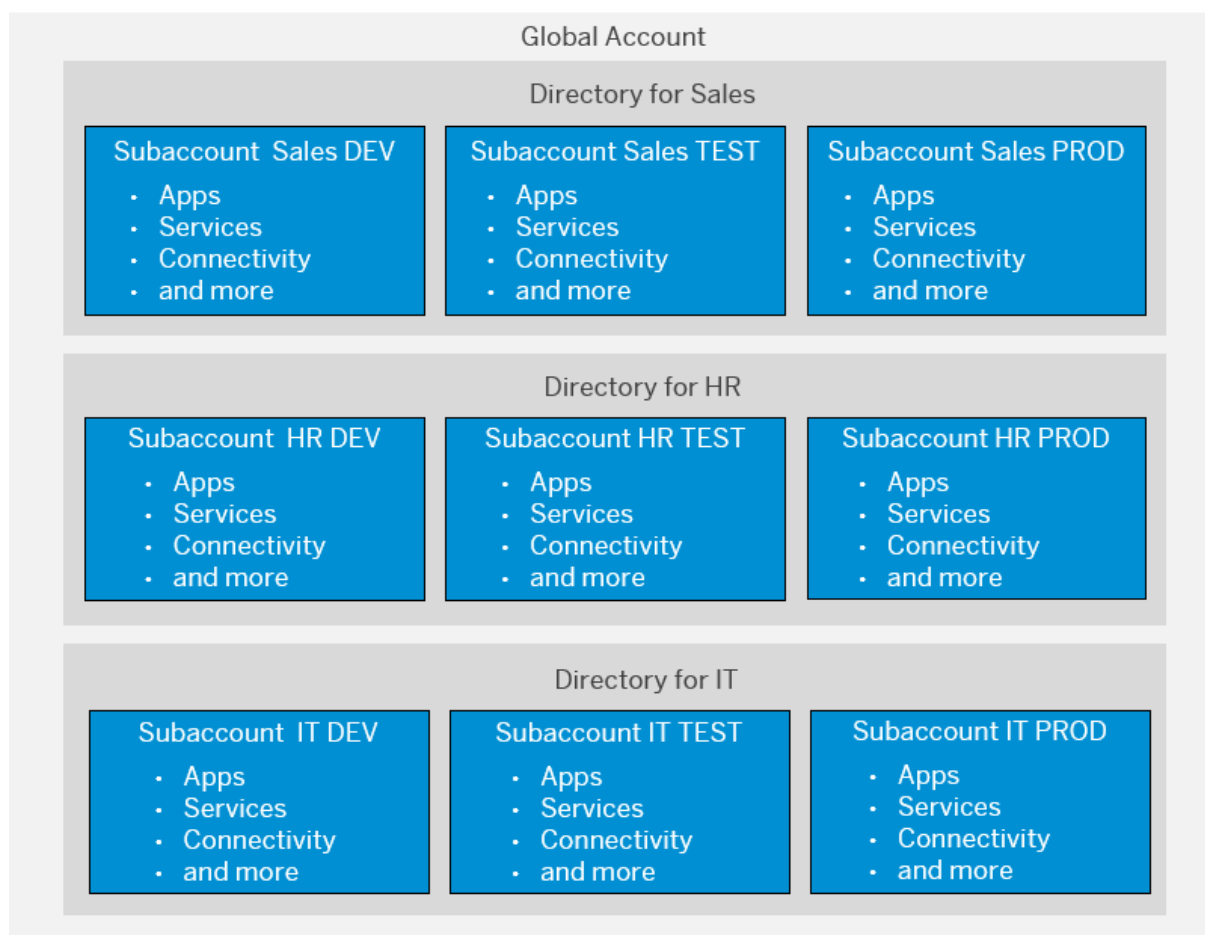 Global Account
Directory for Sales
Subaccount Sales DEV
• Apps
• Services
• Connectivity
• and more
Subaccount Sales TEST
• Apps
• Services
• Connectivity
• and more
Subaccount Sales PROD
• Apps
• Services
• Connectivity
• and more
Directory for HR
Subaccount HR DEV
• Apps
• Services
• Connectivity
• and more
Subaccount HR TEST
• Apps
• Services
• Connectivity
• and more
Subaccount HR PROD
• Apps
• Services
• Connectivity
• and more
Directory for IT
Subaccount IT DEV
• Apps
• Services
• Connectivity
• and more
Subaccount IT TEST
• Apps
• Services
• Connectivity
• and more
Subaccount IT PROD
• Apps
• Services
• Connectivity
• and more